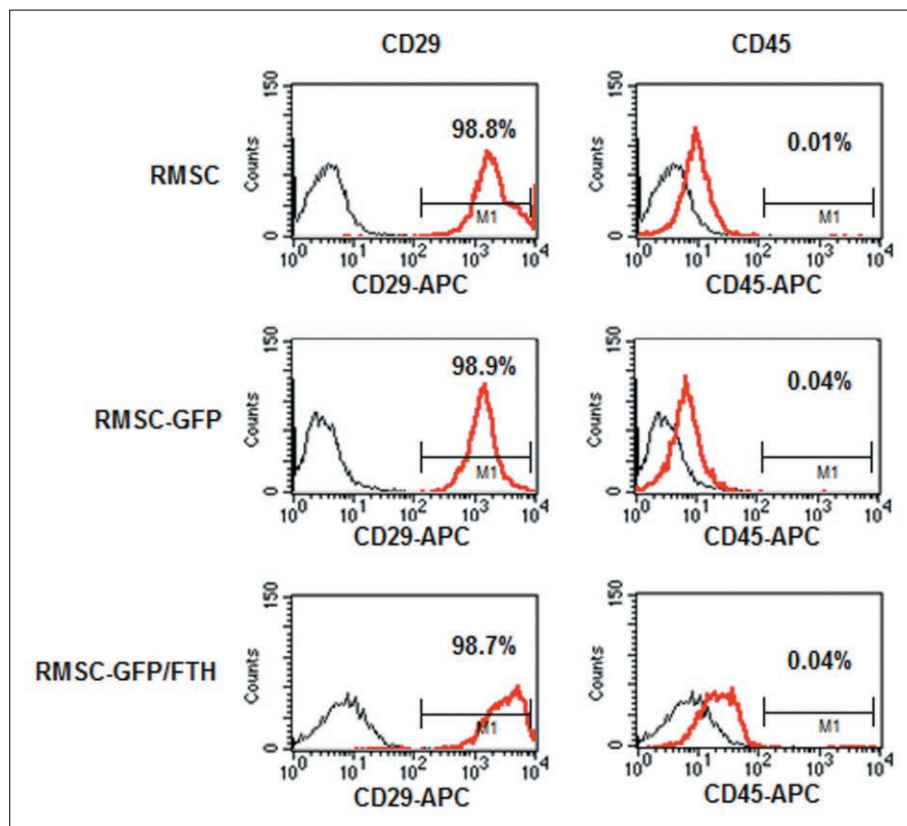 CD29 CD45
150 98.8% 150 0.01%
RMSC Counts M1 Counts M1
0 0
10^0 10^1 10^2 10^3 10^4 10^0 10^1 10^2 10^3 10^4
CD29-APC CD45-APC
150 98.9% 150 0.04%
RMSC-GFP Counts M1 Counts M1
0 0
10^0 10^1 10^2 10^3 10^4 10^0 10^1 10^2 10^3 10^4
CD29-APC CD45-APC
150 98.7% 150 0.04%
RMSC-GFP/FTH Counts M1 Counts M1
0 0
10^0 10^1 10^2 10^3 10^4 10^0 10^1 10^2 10^3 10^4
CD29-APC CD45-APC